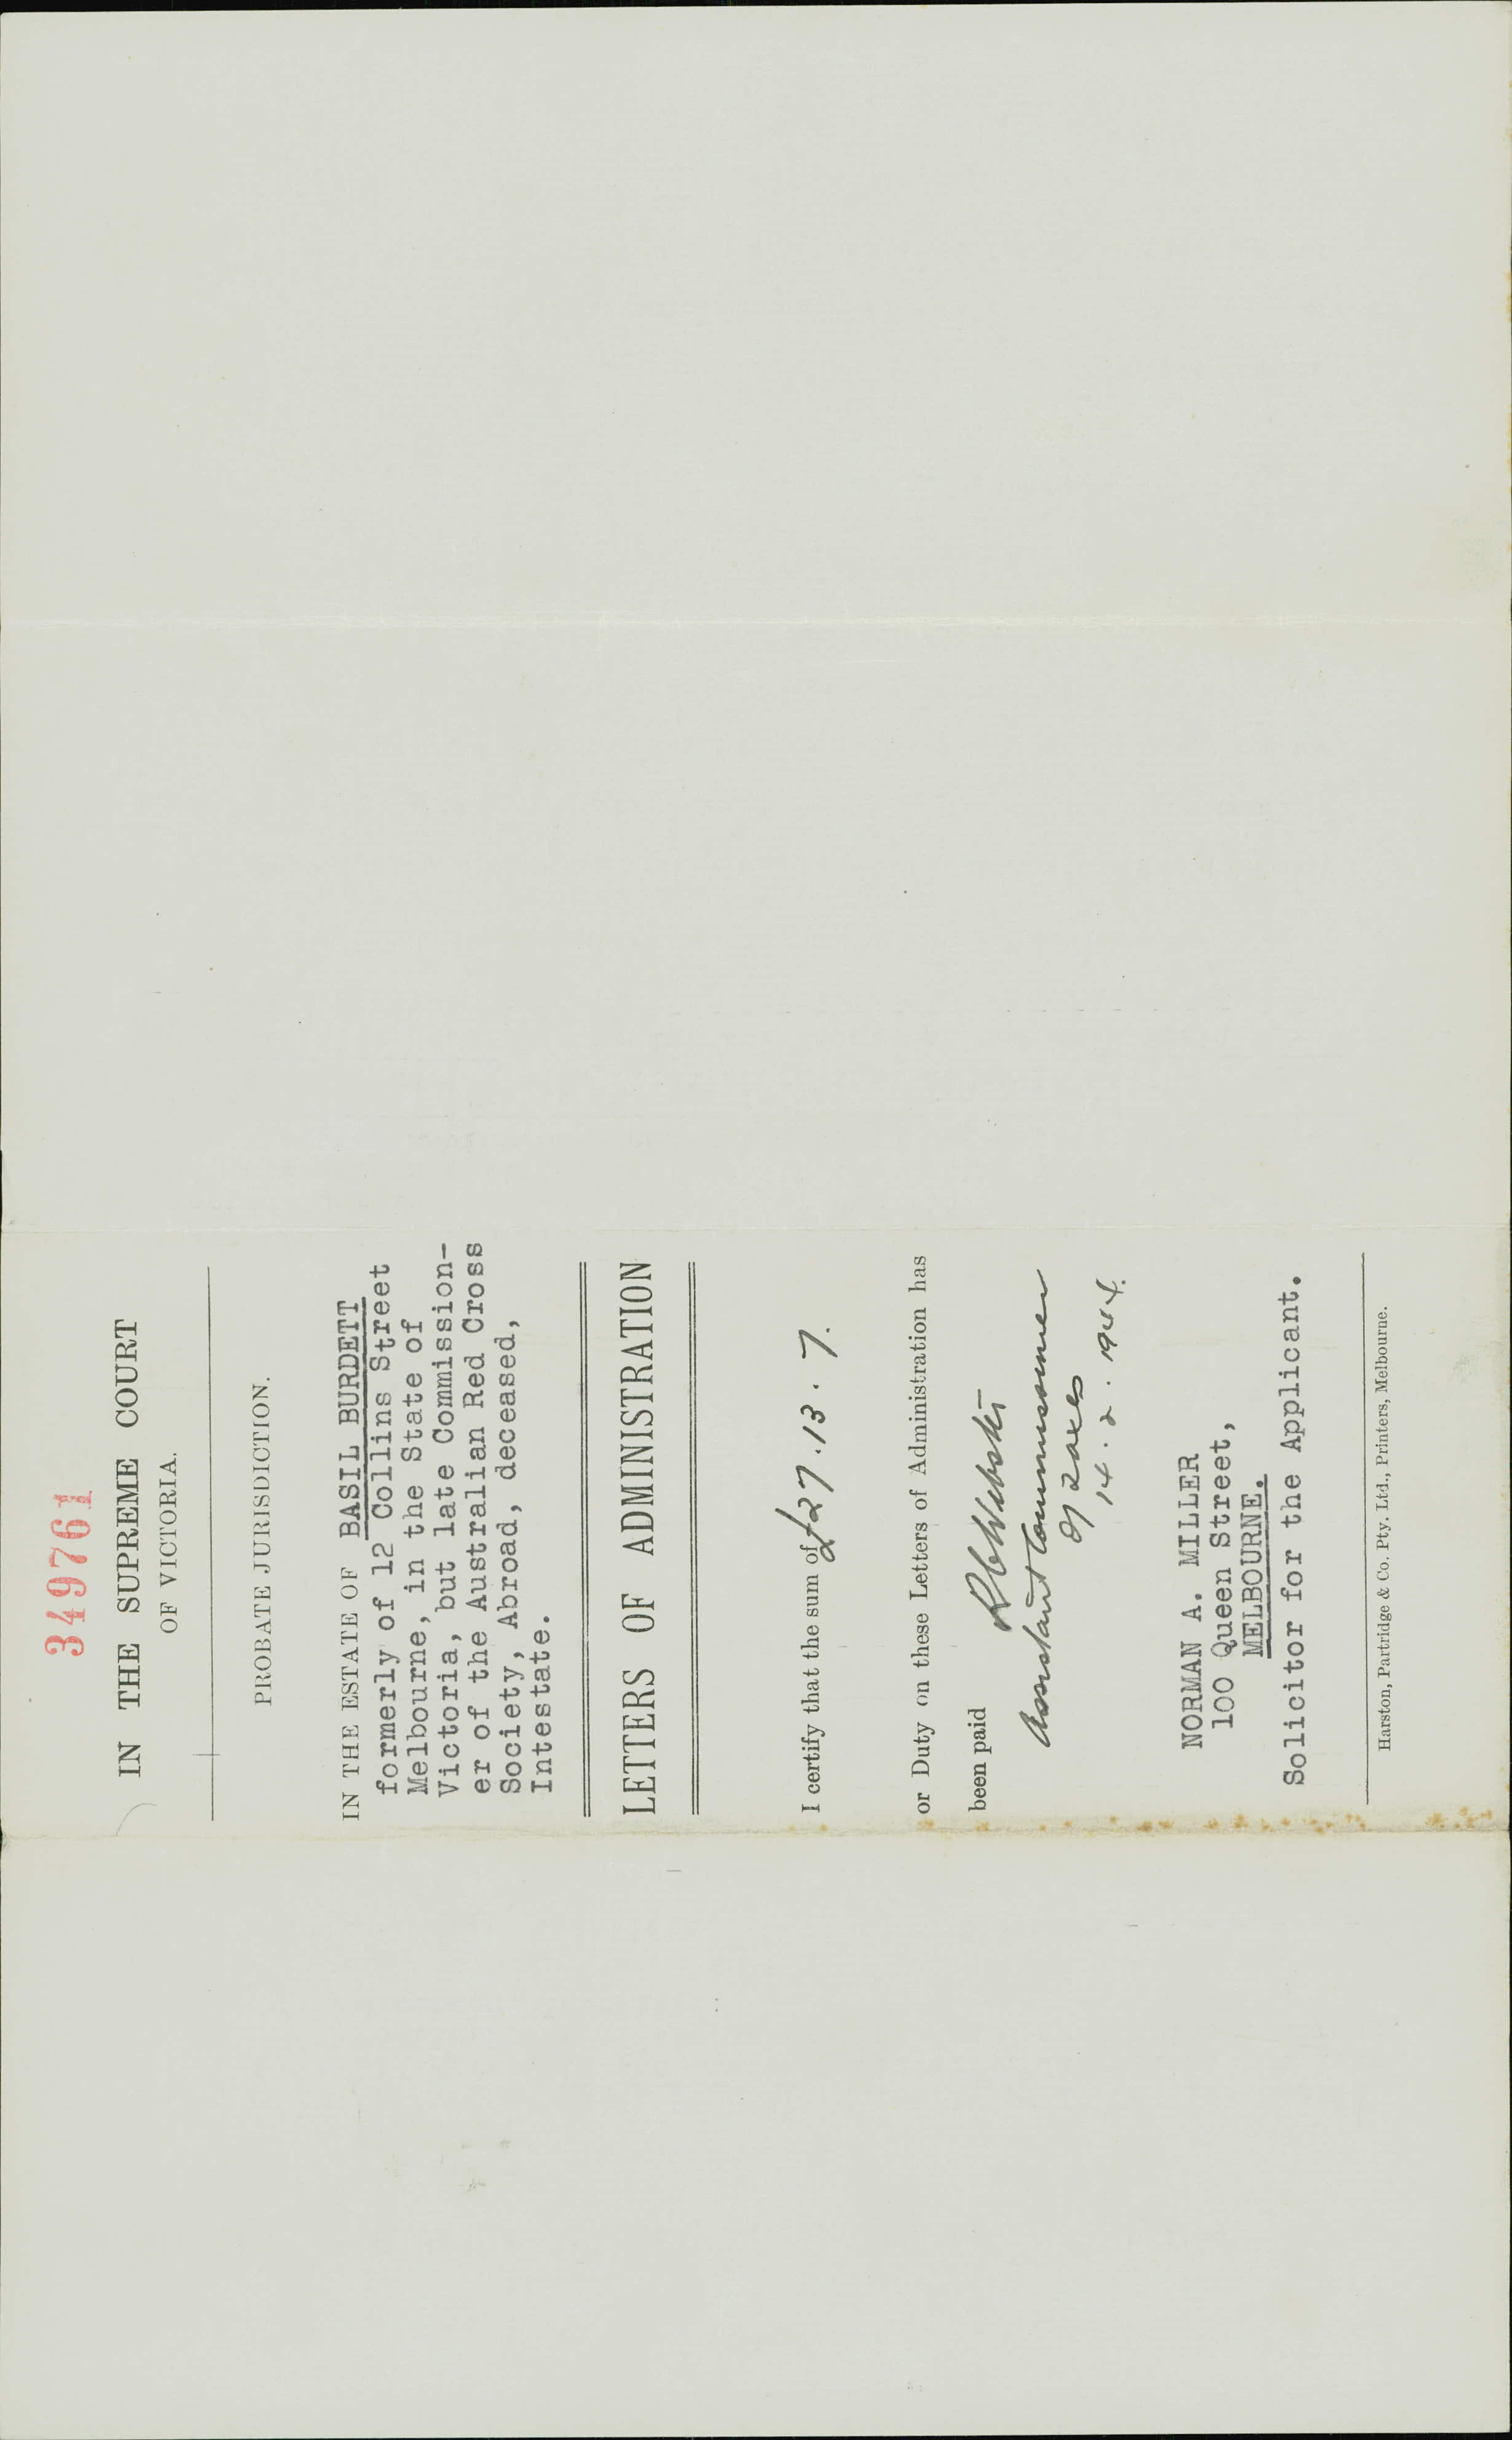 349761
IN THE SUPREME COURT
OF VICTORIA.
PROBATE JURISDICTION.
IN THE ESTATE OF BASIL BURDETT
formerly of 12 Collins Street
Melbourne, in the State of
Victoria, but late Commission-
er of the Australian Red Cross
Society, Abroad, deceased,
Intestate.
LETTERS OF ADMINISTRATION
I certify that the sum of £27.13.7.
or Duty on these Letters of Administration has
been paid
Webster
Assistant Commissioner
of Taxes
14.2.1944.
NORMAN A. MILLER
100 Queen Street,
MELBOURNE.
Solicitor for the Applicant.
Harston, Partridge & Co. Pty. Ltd., Printers, Melbourne.